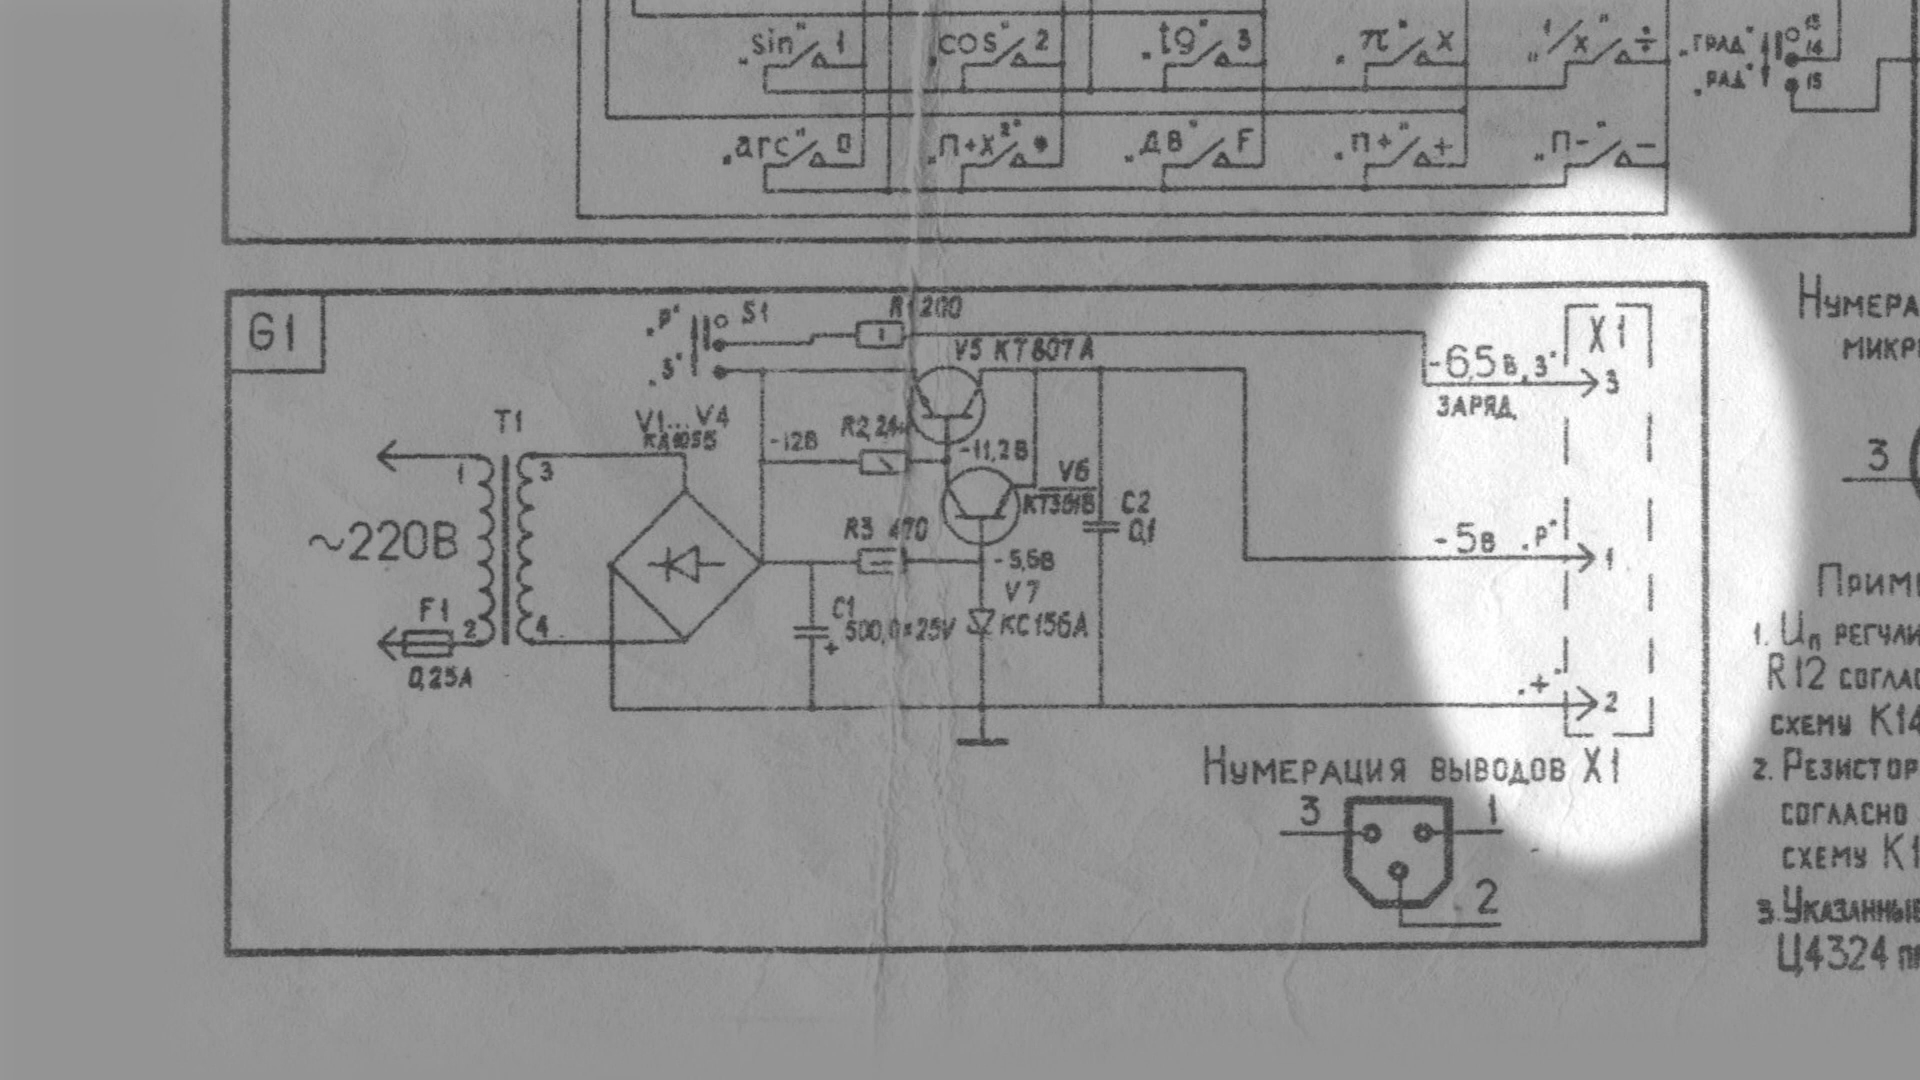 „sin" 1 „cos" 2 „tg" 3 „π" X „1/x" ÷ „ГРАД" 13
14
„РАД" 15
„arc" 0 „П+X²" * „ДВ" F „П+" + „П-" -
G1
„Р" S1 R1 200
V5 КТ807А
„З"
-6,5В „З" X1
3
ЗАРЯД
T1 V1...V4
КД105Б
-12В R2 2,4к -11,2В
1 3 V6
КТ361В C2
0,1
~220В R3 470 -5В „Р" 1
-5,6В
V7
КС156А
F1 2 4 C1
500,0×25V
+
0,25А
„+" 2
НУМЕРАЦИЯ ВЫВОДОВ X1
3 1
2
НУМЕРА
МИКР
3
ПРИМ
1. Uп РЕГУЛИ
R12 СОГЛАС
СХЕМУ К14
2. РЕЗИСТОР
СОГЛАСНО
СХЕМУ К1
3. УКАЗАННЫЕ
Ц4324 ПР